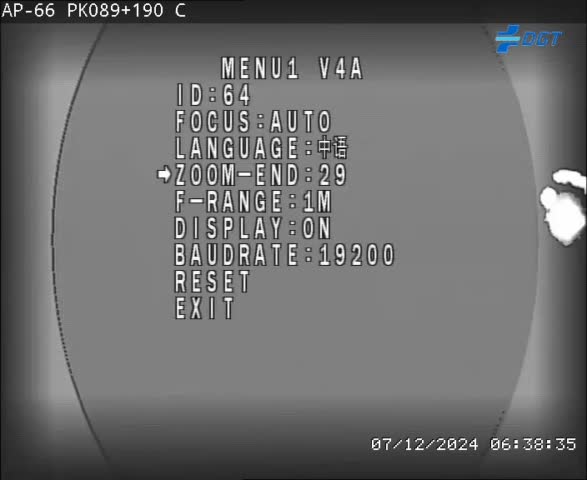 AP-66 PK089+190 C
DGT
MENU1 V4A
ID:64
FOCUS:AUTO
LANGUAGE:中语
ZOOM-END:29
F-RANGE:1M
DISPLAY:ON
BAUDRATE:19200
RESET
EXIT
07/12/2024 06:38:35